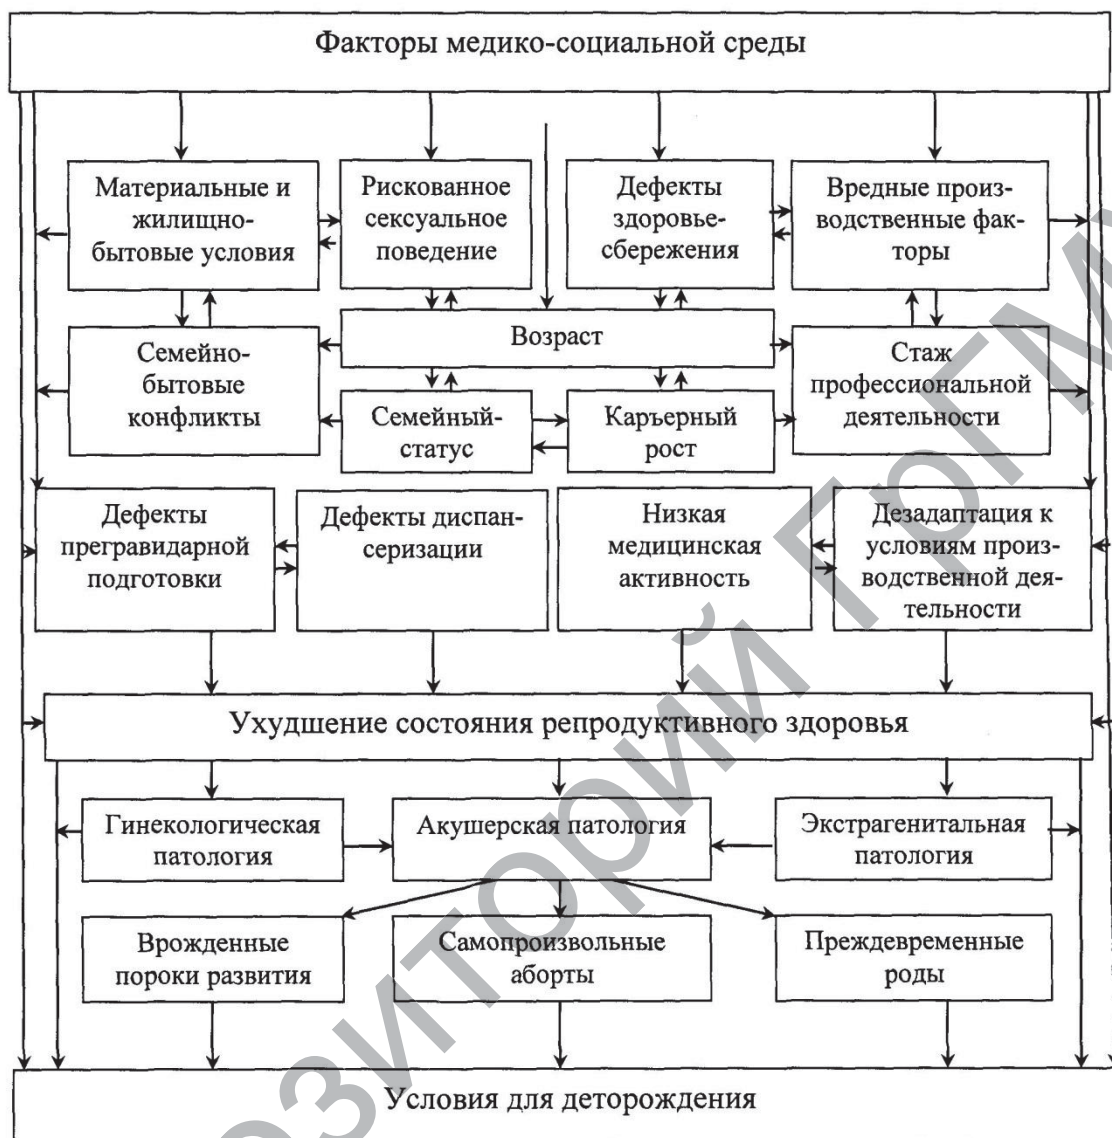 Факторы медико-социальной среды
Материальные и
жилищно-
бытовые условия
Рискованное
сексуальное
поведение
Дефекты
здоровье-
сбережения
Вредные произ-
водственные фак-
торы
Возраст
Семейно-
бытовые
конфликты
Семейный-
статус
Карьерный
рост
Стаж
профессиональной
деятельности
Дефекты
прегравидарной
подготовки
Дефекты диспан-
серизации
Низкая
медицинская
активность
Дезадаптация к
условиям произ-
водственной дея-
тельности
Ухудшение состояния репродуктивного здоровья
Гинекологическая
патология
Акушерская патология
Экстрагенитальная
патология
Врожденные
пороки развития
Самопроизвольные
аборты
Преждевременные
роды
Условия для деторождения